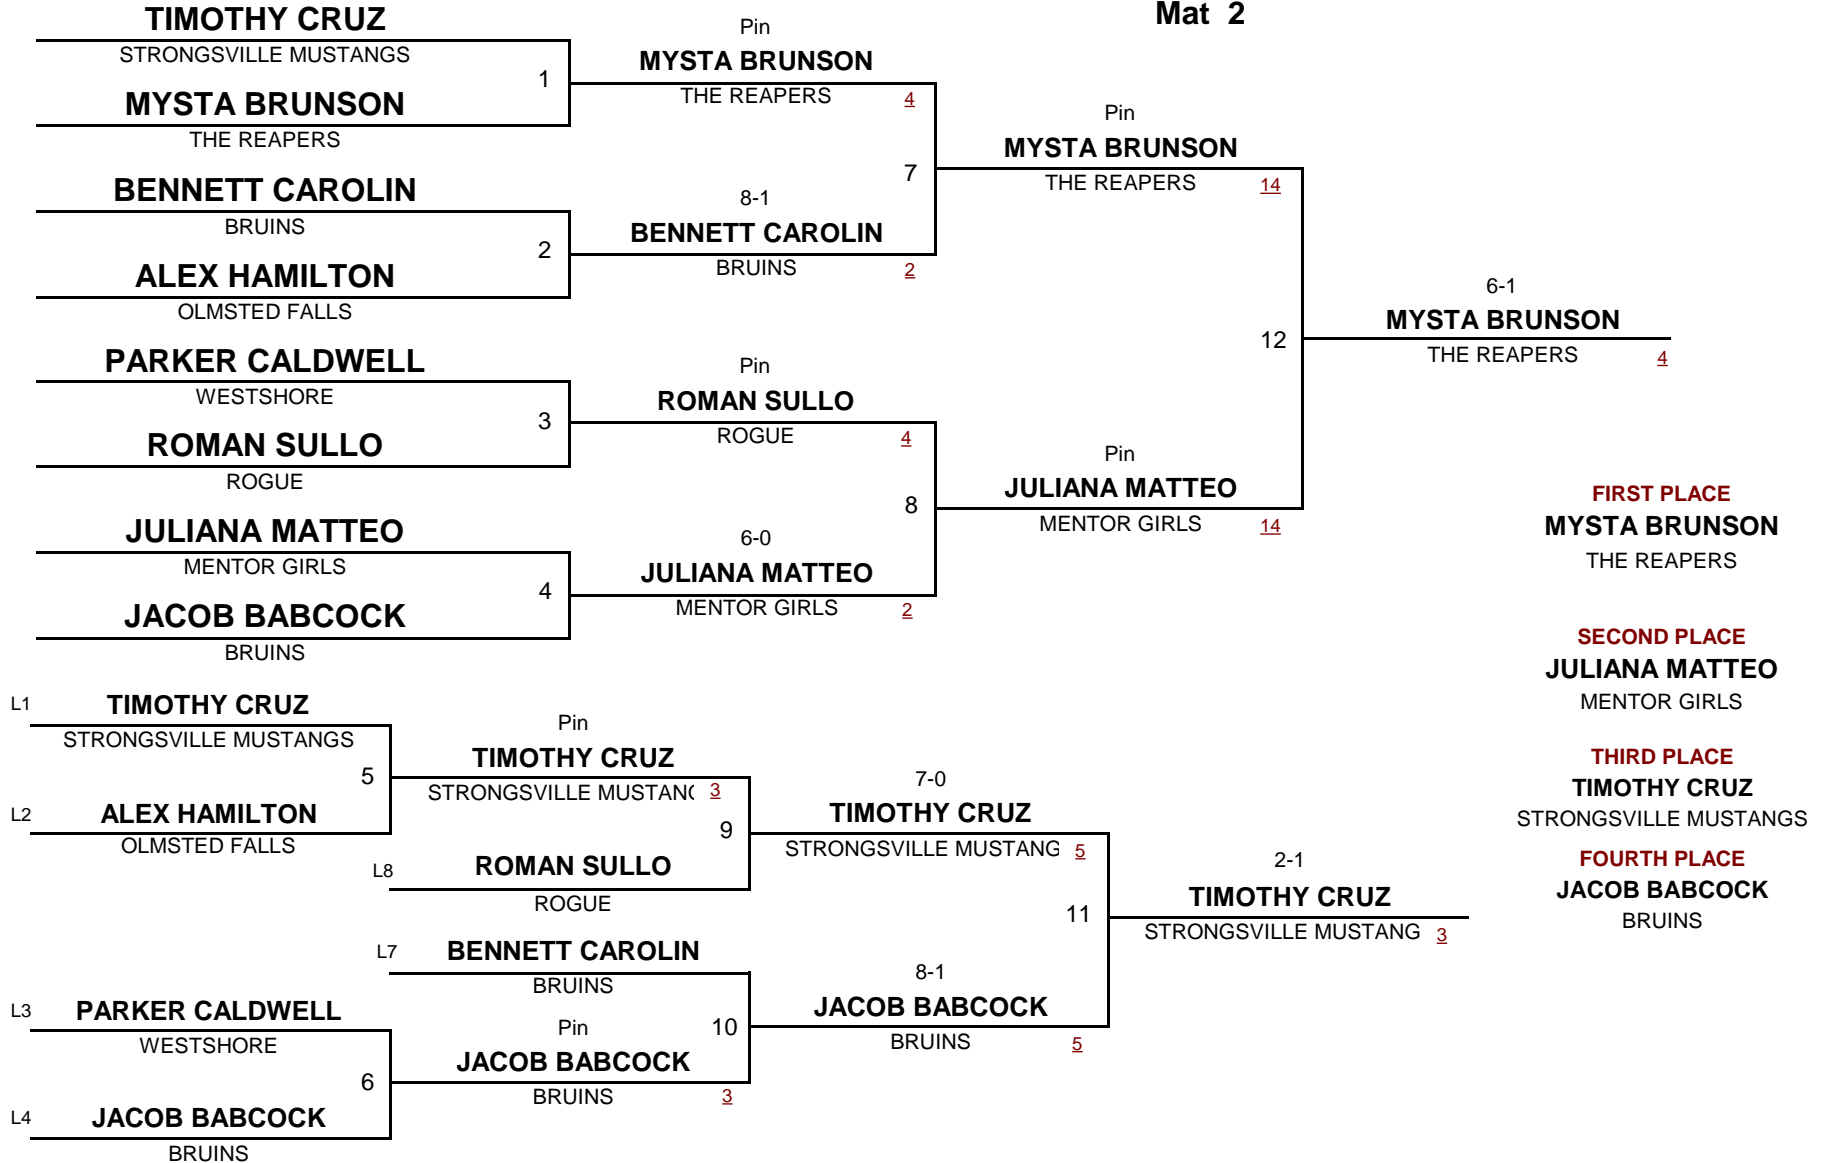 Mat 2
TIMOTHY CRUZ
STRONGSVILLE MUSTANGS
1
MYSTA BRUNSON
THE REAPERS
BENNETT CAROLIN
BRUINS
2
ALEX HAMILTON
OLMSTED FALLS
PARKER CALDWELL
WESTSHORE
3
ROMAN SULLO
ROGUE
JULIANA MATTEO
MENTOR GIRLS
4
JACOB BABCOCK
BRUINS
Pin
MYSTA BRUNSON
THE REAPERS 4
7
8-1
BENNETT CAROLIN
BRUINS 2
Pin
ROMAN SULLO
ROGUE 4
8
6-0
JULIANA MATTEO
MENTOR GIRLS 2
Pin
MYSTA BRUNSON
THE REAPERS 14
12
Pin
JULIANA MATTEO
MENTOR GIRLS 14
6-1
MYSTA BRUNSON
THE REAPERS 4
FIRST PLACE
MYSTA BRUNSON
THE REAPERS
SECOND PLACE
JULIANA MATTEO
MENTOR GIRLS
THIRD PLACE
TIMOTHY CRUZ
STRONGSVILLE MUSTANGS
FOURTH PLACE
JACOB BABCOCK
BRUINS
L1 TIMOTHY CRUZ
STRONGSVILLE MUSTANGS
5
L2 ALEX HAMILTON
OLMSTED FALLS
L3 PARKER CALDWELL
WESTSHORE
6
L4 JACOB BABCOCK
BRUINS
Pin
TIMOTHY CRUZ
STRONGSVILLE MUSTANG 3
9
L8 ROMAN SULLO
ROGUE
L7 BENNETT CAROLIN
BRUINS
10
Pin
JACOB BABCOCK
BRUINS 3
7-0
TIMOTHY CRUZ
STRONGSVILLE MUSTANG 5
11
8-1
JACOB BABCOCK
BRUINS 5
2-1
TIMOTHY CRUZ
STRONGSVILLE MUSTANG 3